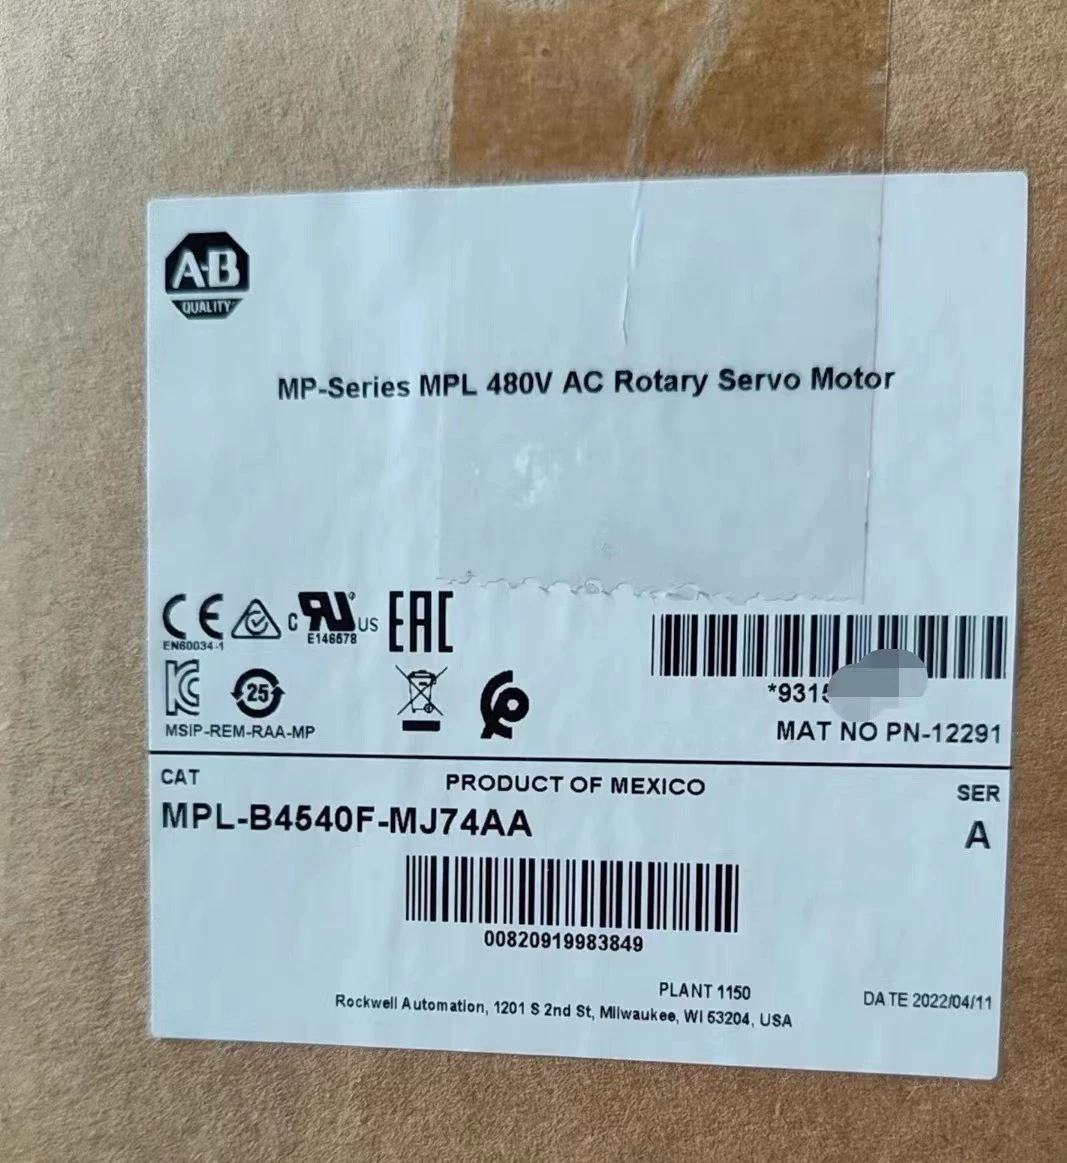 A-B
QUALITY
MP-Series MPL 480V AC Rotary Servo Motor
CE
EN60034-1
C
US
E146578
EAC
KC
25
MSIP-REM-RAA-MP
MAT NO PN-12291
CAT
PRODUCT OF MEXICO
SER
MPL-B4540F-MJ74AA
A
00820919983849
PLANT 1150
DATE 2022/04/11
Rockwell Automation, 1201 S 2nd St, Milwaukee, WI 53204, USA